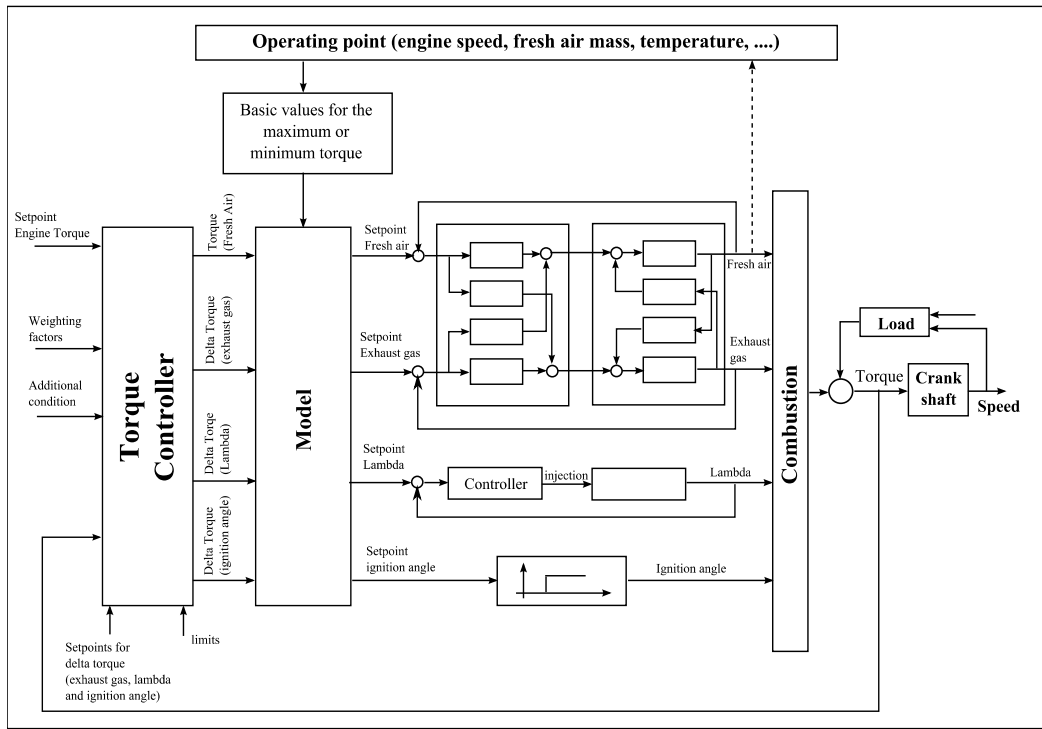 Operating point (engine speed, fresh air mass, temperature, ....)
Basic values for the
maximum or
minimum torque
Setpoint
Engine Torque
Weighting
factors
Additional
condition
Torque
Controller
Setpoints for
delta torque
(exhaust gas, lambda
and ignition angle)
limits
Torque
(Fresh Air)
Delta Torque
(exhaust gas)
Delta Torqe
(Lambda)
Delta Torque
(ignition angle)
Model
Setpoint
Fresh air
Setpoint
Exhaust gas
Setpoint
Lambda
Setpoint
ignition angle
Controller
injection
Fresh air
Exhaust
gas
Lambda
Ignition angle
Combustion
Load
Torque
Crank
shaft
Speed